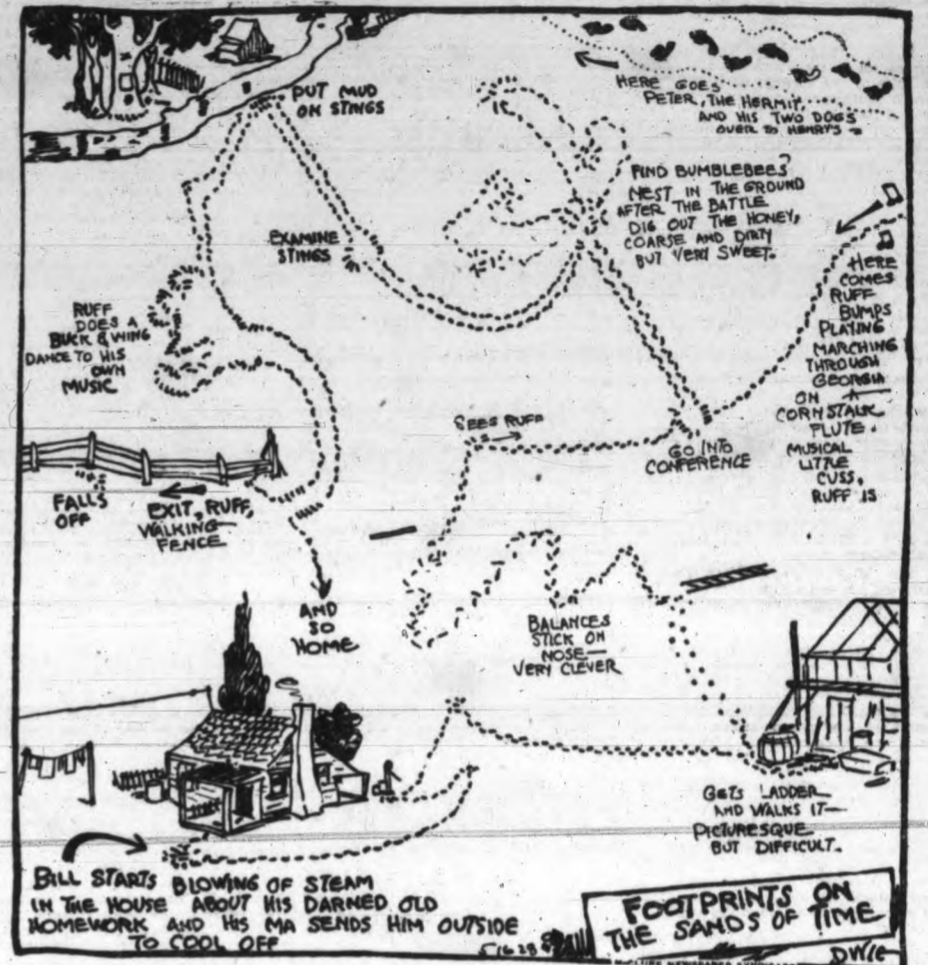 PUT MUD
ON STINGS
HERE GOES
PETER, THE HERMIT,
AND HIS TWO DOGS
OVER TO HENRY'S -
FIND BUMBLEBEES'
NEST IN THE GROUND
AFTER THE BATTLE
DIG OUT THE HONEY,
COARSE AND DIRTY
BUT VERY SWEET.
EXAMINE
STINGS
HERE
COMES
RUFF
BUMPS
PLAYING
MARCHING
THROUGH
GEORGIA
ON A
CORNSTALK
FLUTE.
MUSICAL
LITLE
CUSS,
RUFF IS
RUFF
DOES A
BUCK & WING
DANCE TO HIS
OWN
MUSIC
SEES RUFF
GO INTO
CONFERENCE
FALLS
OFF
EXIT, RUFF,
WALKING
FENCE
AND
SO
HOME
BALANCES
STICK ON
NOSE—
VERY CLEVER
GETS LADDER
AND WALKS IT—
PICTURESQUE
BUT DIFFICULT.
BILL STARTS BLOWING OF STEAM
IN THE HOUSE ABOUT HIS DARNED OLD
HOMEWORK AND HIS MA SENDS HIM OUTSIDE
TO COOL OFF
5 16 28
FOOTPRINTS ON
THE SANDS OF TIME
DWIG